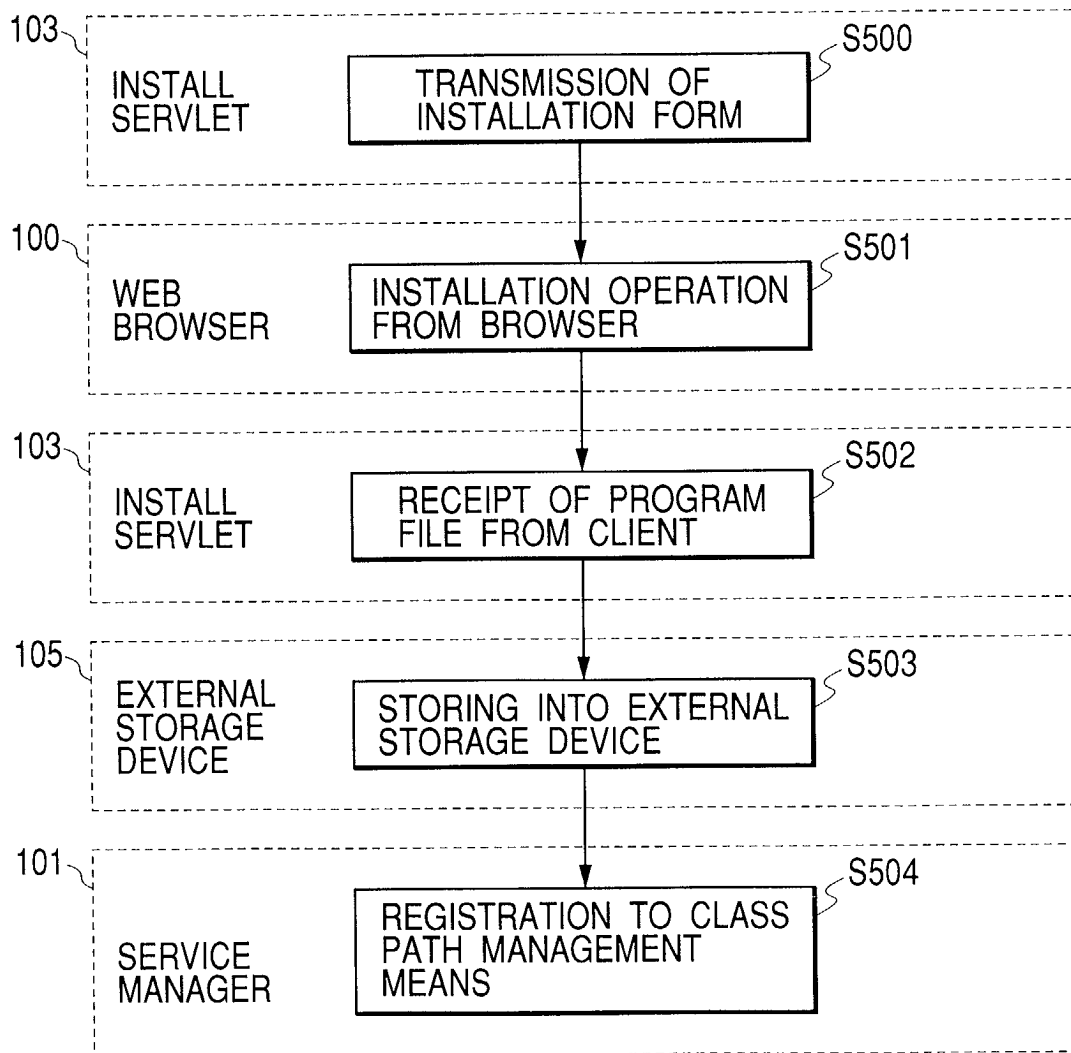 103
S500
INSTALL
SERVLET
TRANSMISSION OF
INSTALLATION FORM
100
S501
WEB
BROWSER
INSTALLATION OPERATION
FROM BROWSER
103
S502
INSTALL
SERVLET
RECEIPT OF PROGRAM
FILE FROM CLIENT
105
S503
EXTERNAL
STORAGE
DEVICE
STORING INTO EXTERNAL
STORAGE DEVICE
101
S504
SERVICE
MANAGER
REGISTRATION TO CLASS
PATH MANAGEMENT
MEANS